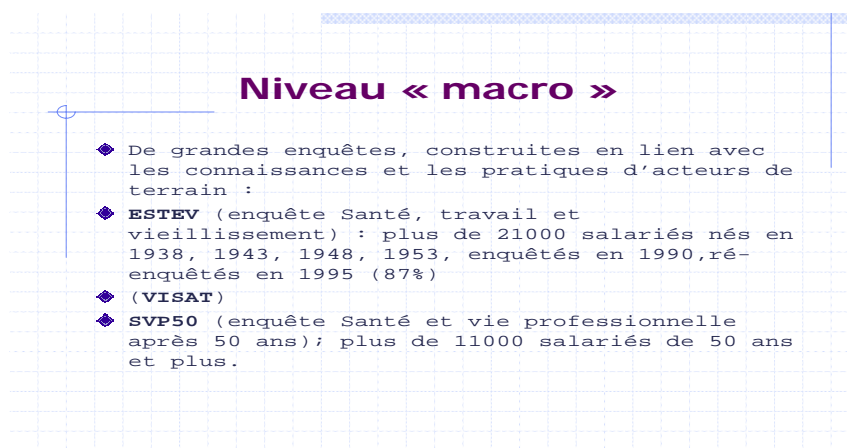 Niveau « macro »
De grandes enquêtes, construites en lien avec
les connaissances et les pratiques d'acteurs de
terrain :
ESTEV (enquête Santé, travail et
vieillissement) : plus de 21000 salariés nés en
1938, 1943, 1948, 1953, enquêtés en 1990,ré-
enquêtés en 1995 (87%)
(VISAT)
SVP50 (enquête Santé et vie professionnelle
après 50 ans); plus de 11000 salariés de 50 ans
et plus.